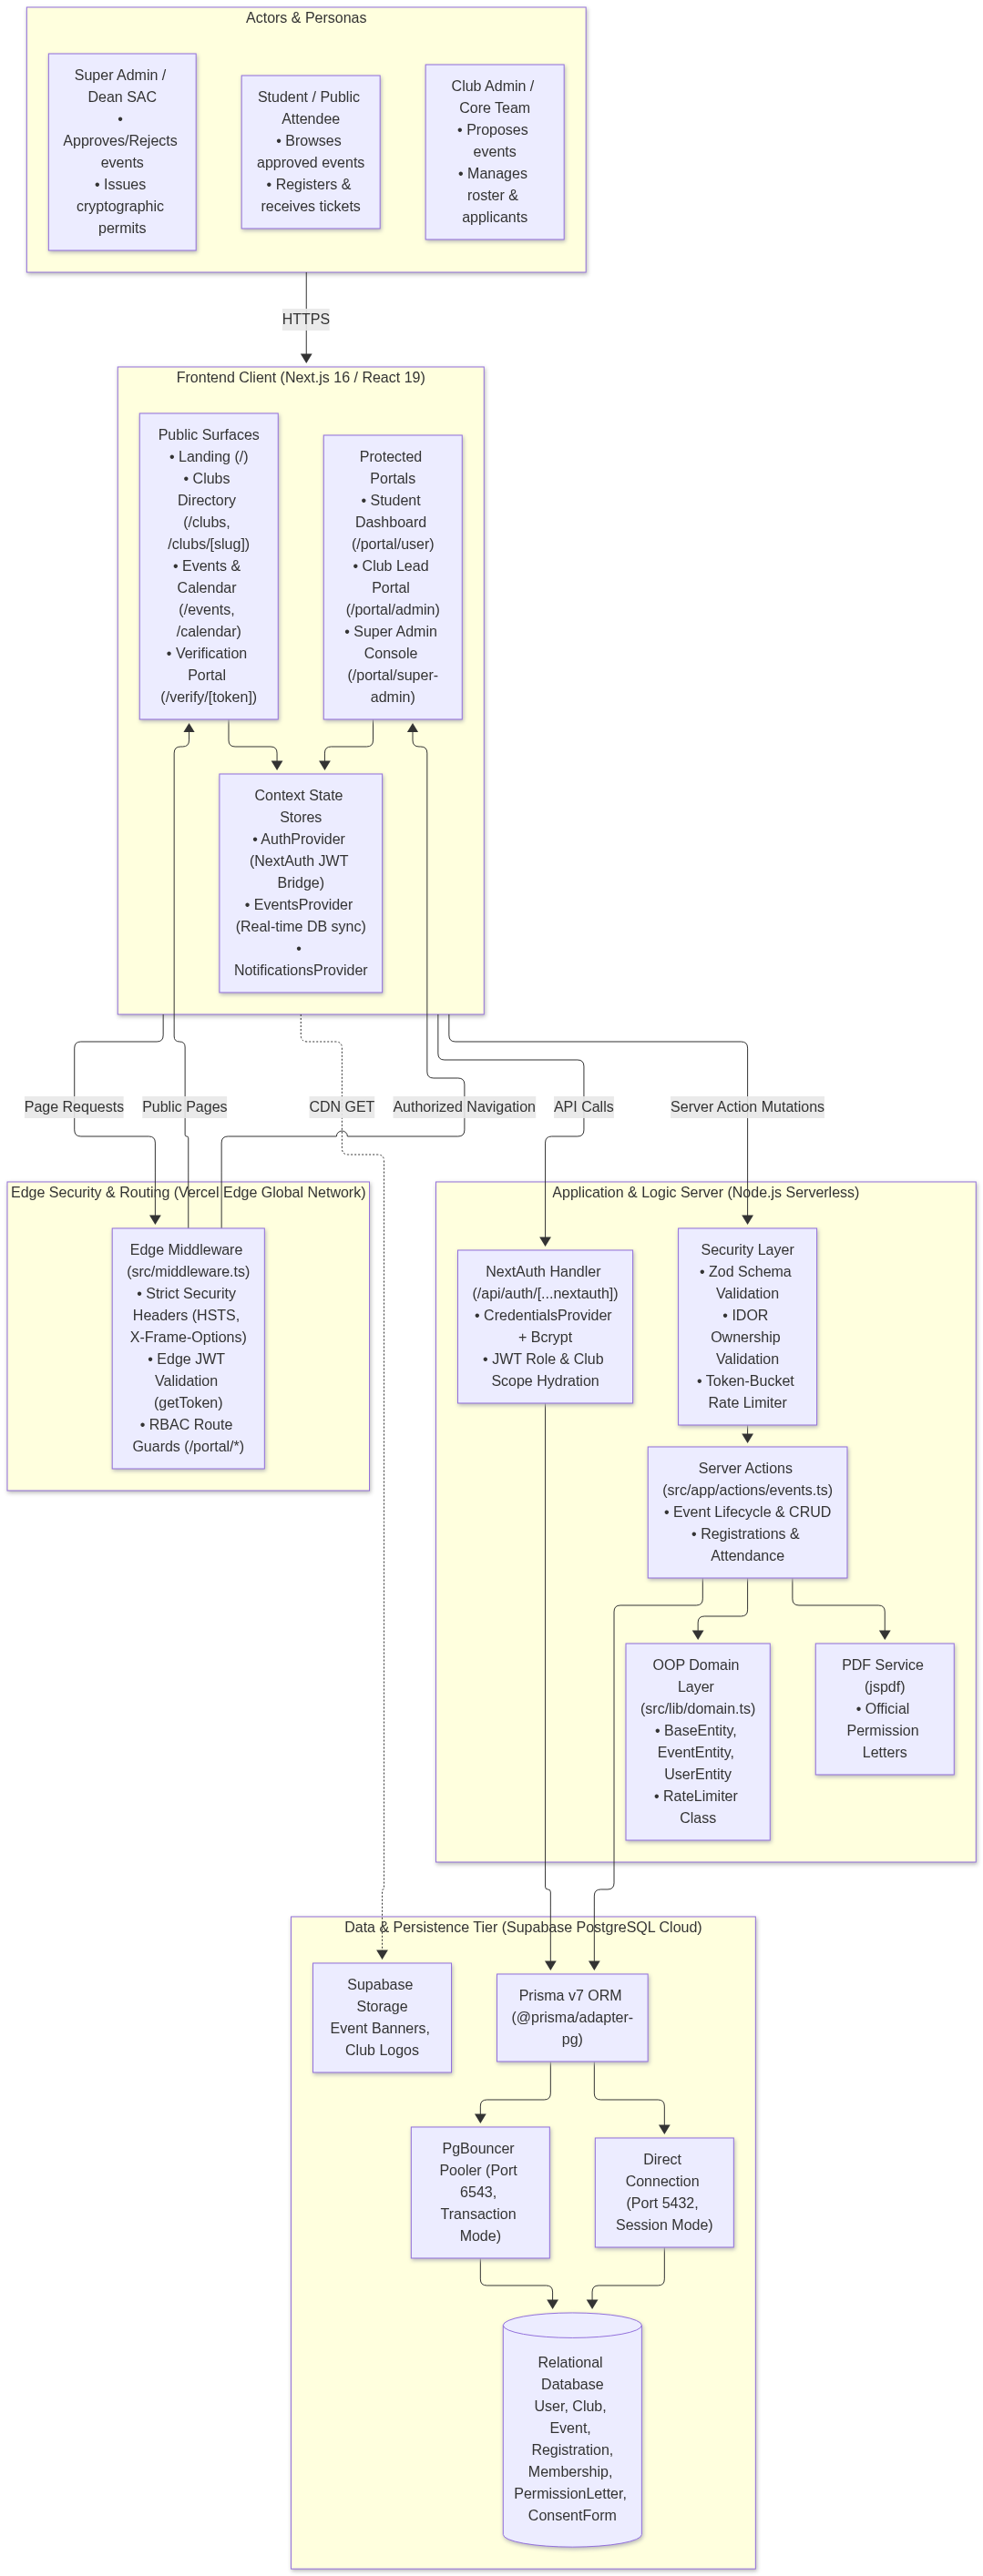 Actors & Personas
Super Admin /
Dean SAC
•
Approves/Rejects
events
• Issues
cryptographic
permits
Student / Public
Attendee
• Browses
approved events
• Registers &
receives tickets
Club Admin /
Core Team
• Proposes
events
• Manages
roster &
applicants
HTTPS
Frontend Client (Next.js 16 / React 19)
Public Surfaces
• Landing (/)
• Clubs
Directory
(/clubs,
/clubs/[slug])
• Events &
Calendar
(/events,
/calendar)
• Verification
Portal
(/verify/[token])
Protected
Portals
• Student
Dashboard
(/portal/user)
• Club Lead
Portal
(/portal/admin)
• Super Admin
Console
(/portal/super-
admin)
Context State
Stores
• AuthProvider
(NextAuth JWT
Bridge)
• EventsProvider
(Real-time DB sync)
•
NotificationsProvider
Page Requests
Public Pages
CDN GET
Authorized Navigation
API Calls
Server Action Mutations
Edge Security & Routing (Vercel Edge Global Network)
Edge Middleware
(src/middleware.ts)
• Strict Security
Headers (HSTS,
X-Frame-Options)
• Edge JWT
Validation
(getToken)
• RBAC Route
Guards (/portal/*)
Application & Logic Server (Node.js Serverless)
NextAuth Handler
(/api/auth/[...nextauth])
• CredentialsProvider
+ Bcrypt
• JWT Role & Club
Scope Hydration
Security Layer
• Zod Schema
Validation
• IDOR
Ownership
Validation
• Token-Bucket
Rate Limiter
Server Actions
(src/app/actions/events.ts)
• Event Lifecycle & CRUD
• Registrations &
Attendance
OOP Domain
Layer
(src/lib/domain.ts)
• BaseEntity,
EventEntity,
UserEntity
• RateLimiter
Class
PDF Service
(jspdf)
• Official
Permission
Letters
Data & Persistence Tier (Supabase PostgreSQL Cloud)
Supabase
Storage
Event Banners,
Club Logos
Prisma v7 ORM
(@prisma/adapter-
pg)
PgBouncer
Pooler (Port
6543,
Transaction
Mode)
Direct
Connection
(Port 5432,
Session Mode)
Relational
Database
User, Club,
Event,
Registration,
Membership,
PermissionLetter,
ConsentForm